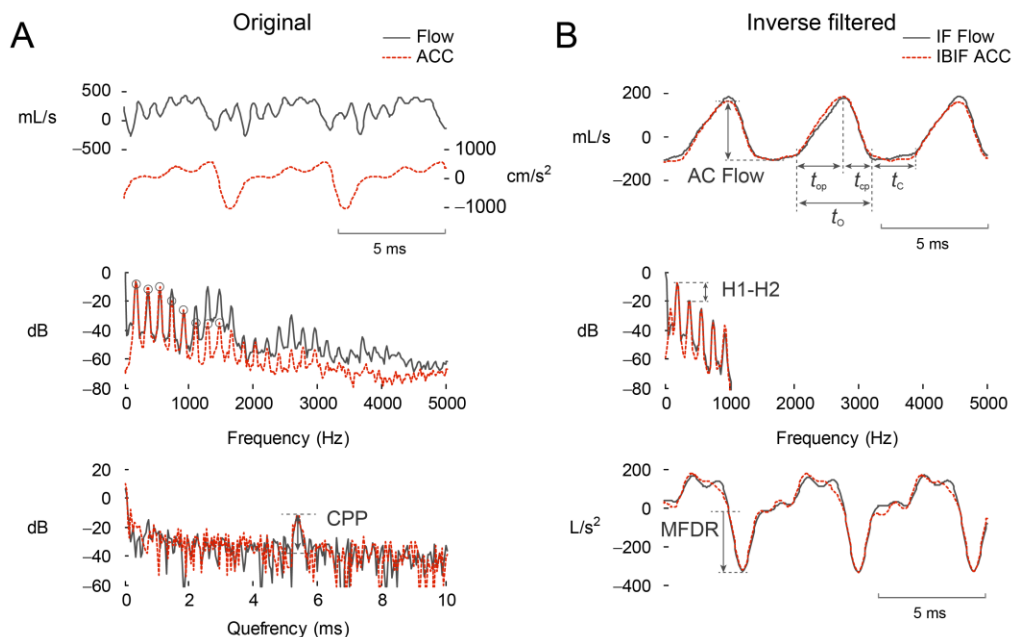 A
Original
Flow
ACC
500
mL/s
0
−500
1000
0
cm/s²
−1000
5 ms
0
−20
dB
−40
−60
−80
0
1000
2000
3000
4000
5000
Frequency (Hz)
20
0
dB
−20
−40
−60
CPP
0
2
4
6
8
10
Quefrency (ms)
B
Inverse filtered
IF Flow
IBIF ACC
200
mL/s
0
−200
AC Flow
top
tcp
tC
tO
5 ms
0
−20
dB
−40
−60
−80
H1-H2
0
1000
2000
3000
4000
5000
Frequency (Hz)
200
0
L/s²
−200
−400
MFDR
5 ms